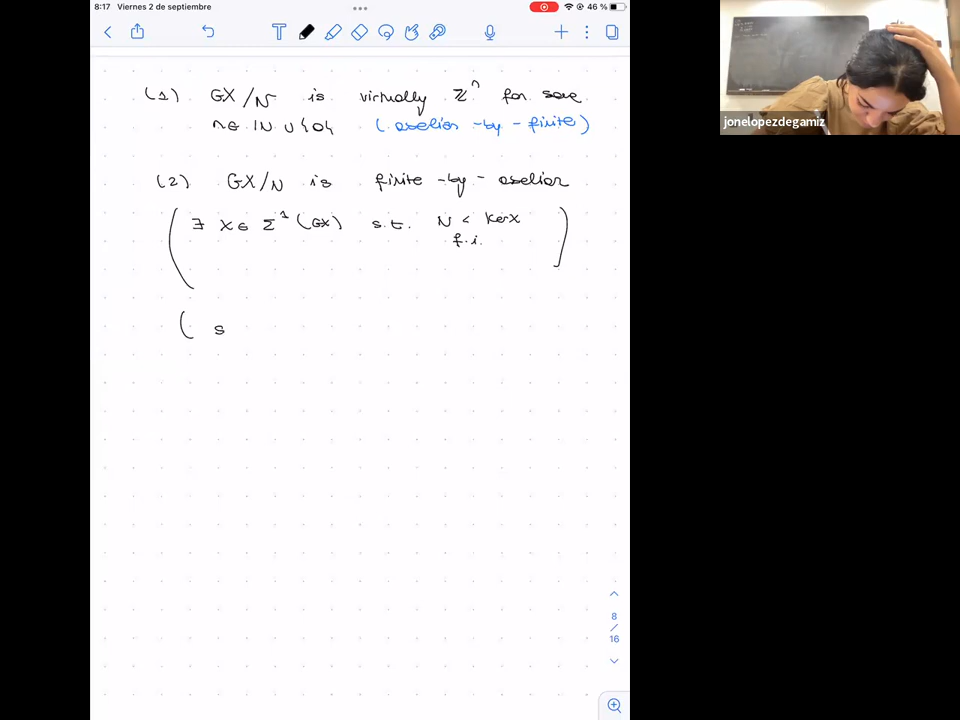 8:17 Viernes 2 de septiembre
46 %
(1) GX/N is virtually ℤⁿ for some
n ∈ ℕ ∪ {0} (abelian-by-finite)
(2) GX/N is finite-by-abelian
∃ χ ∈ Σ¹(GX) s.t. N < ker χ
f.i.
( s
8
/
16
jonelopezdegamiz